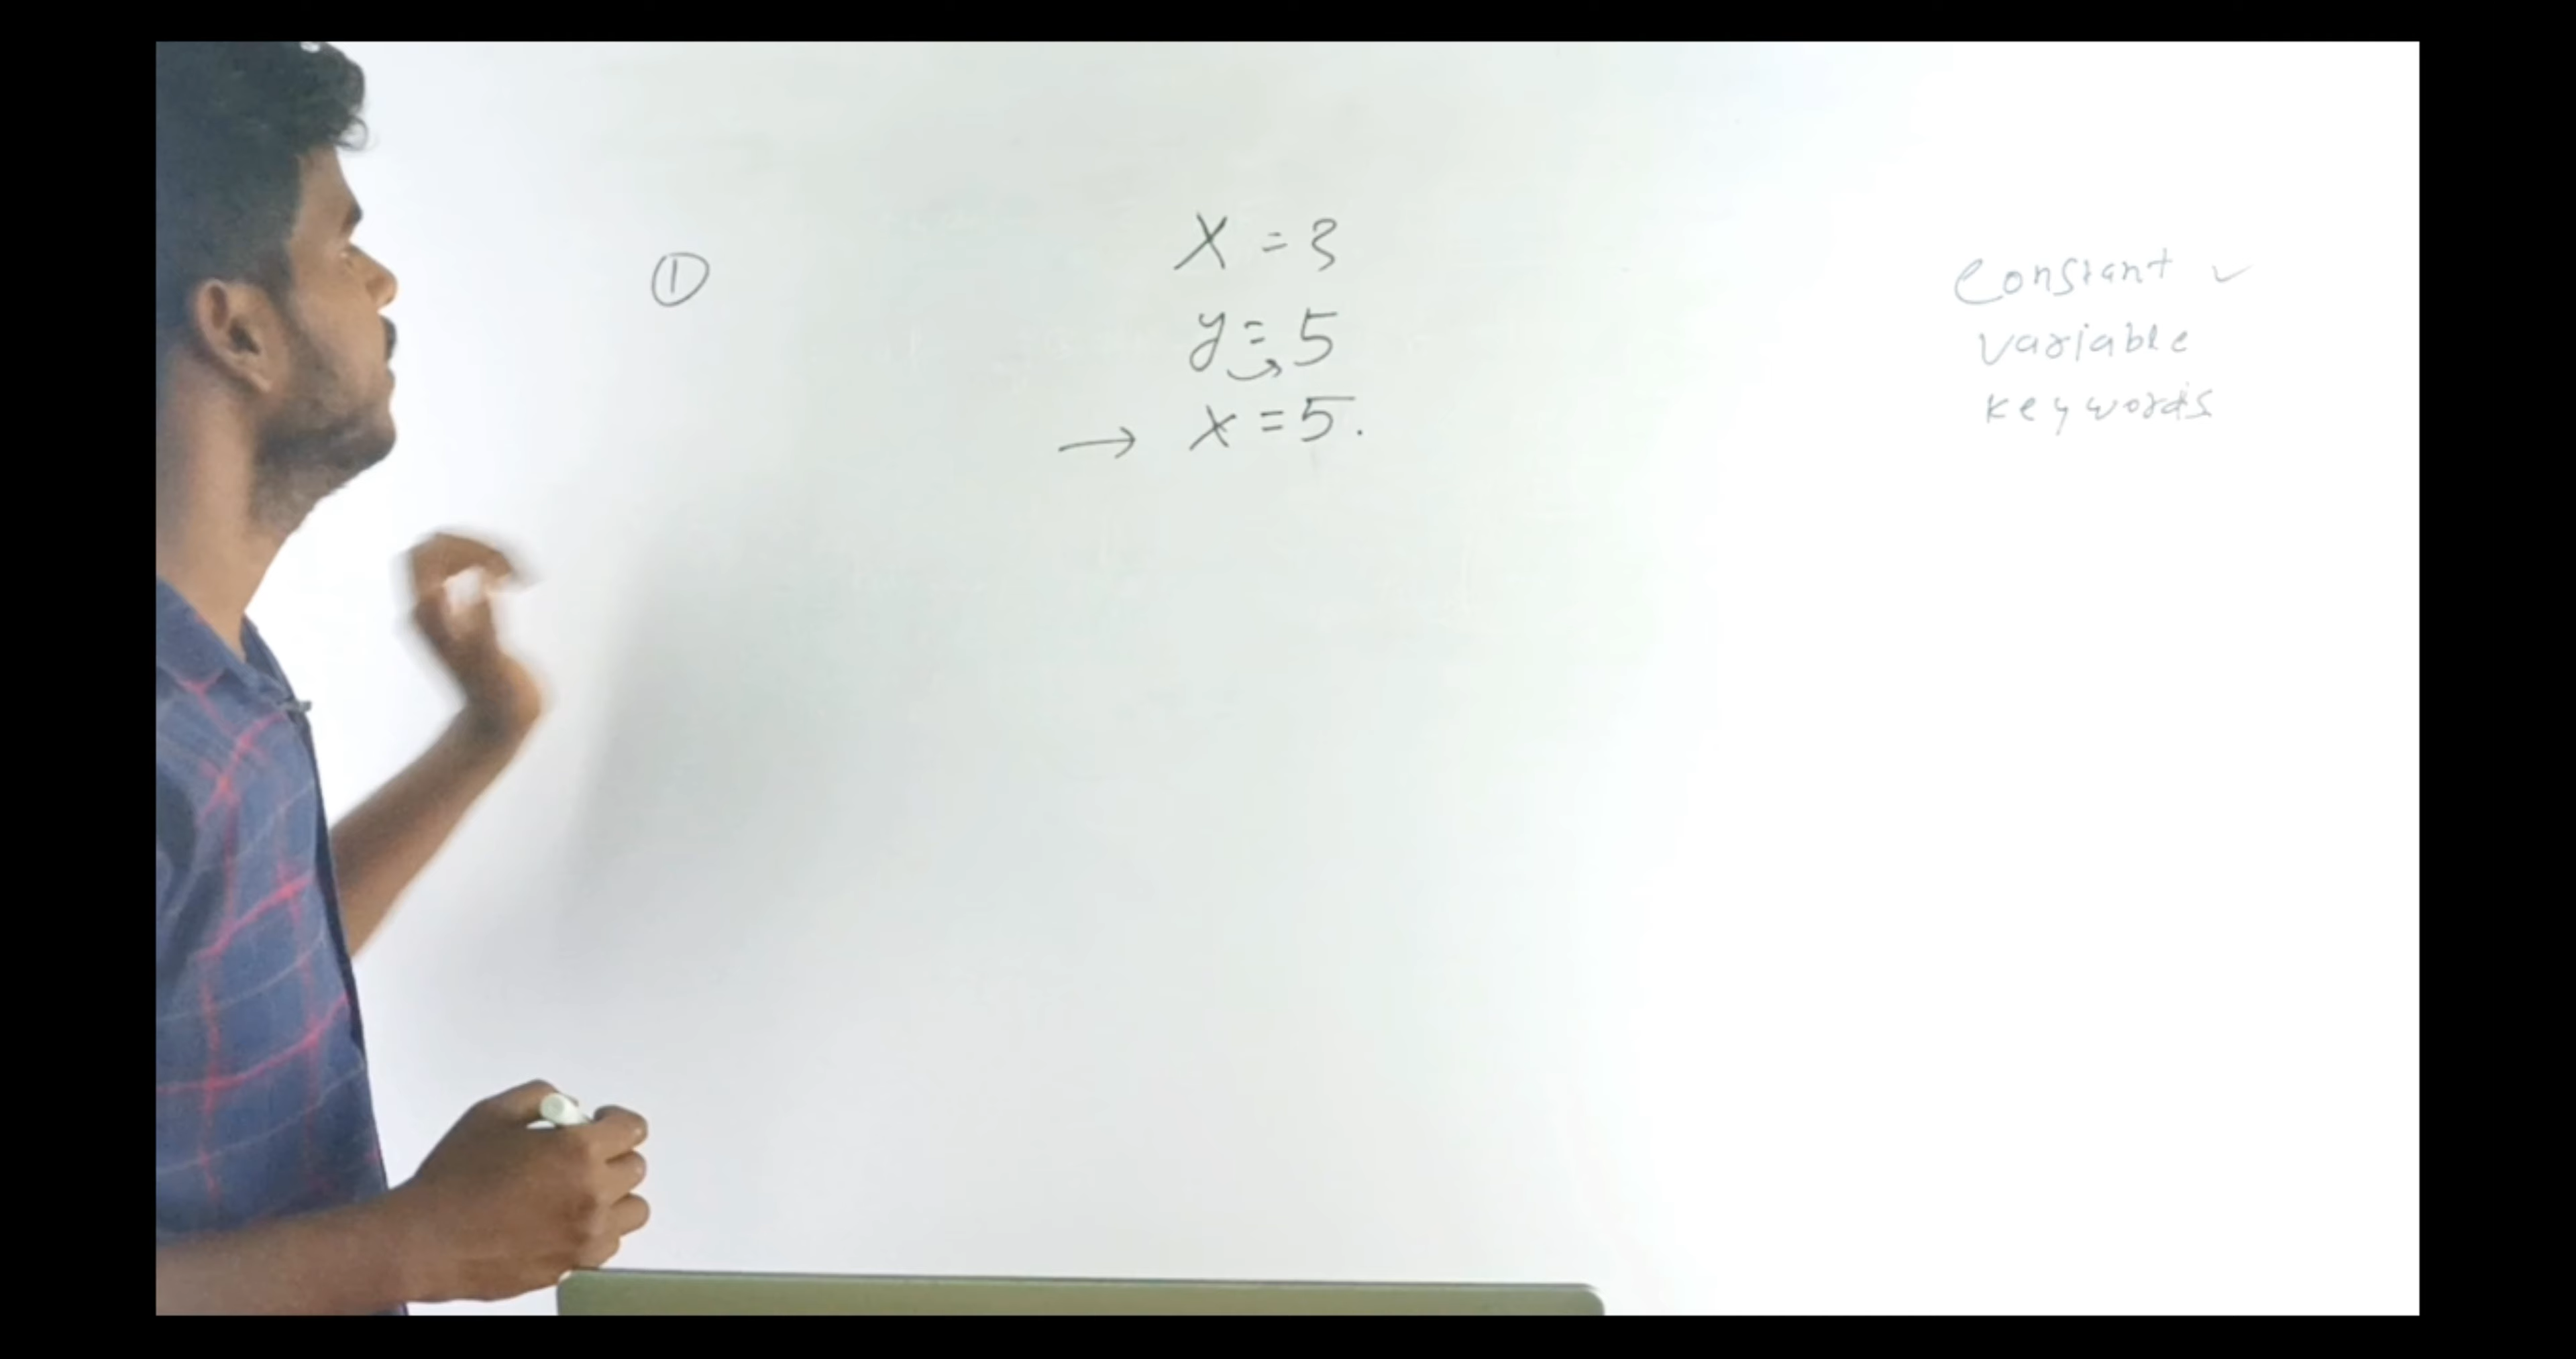 ①
X = 3
y = 5
→ x = 5.
Constant ✓
variable
keywords